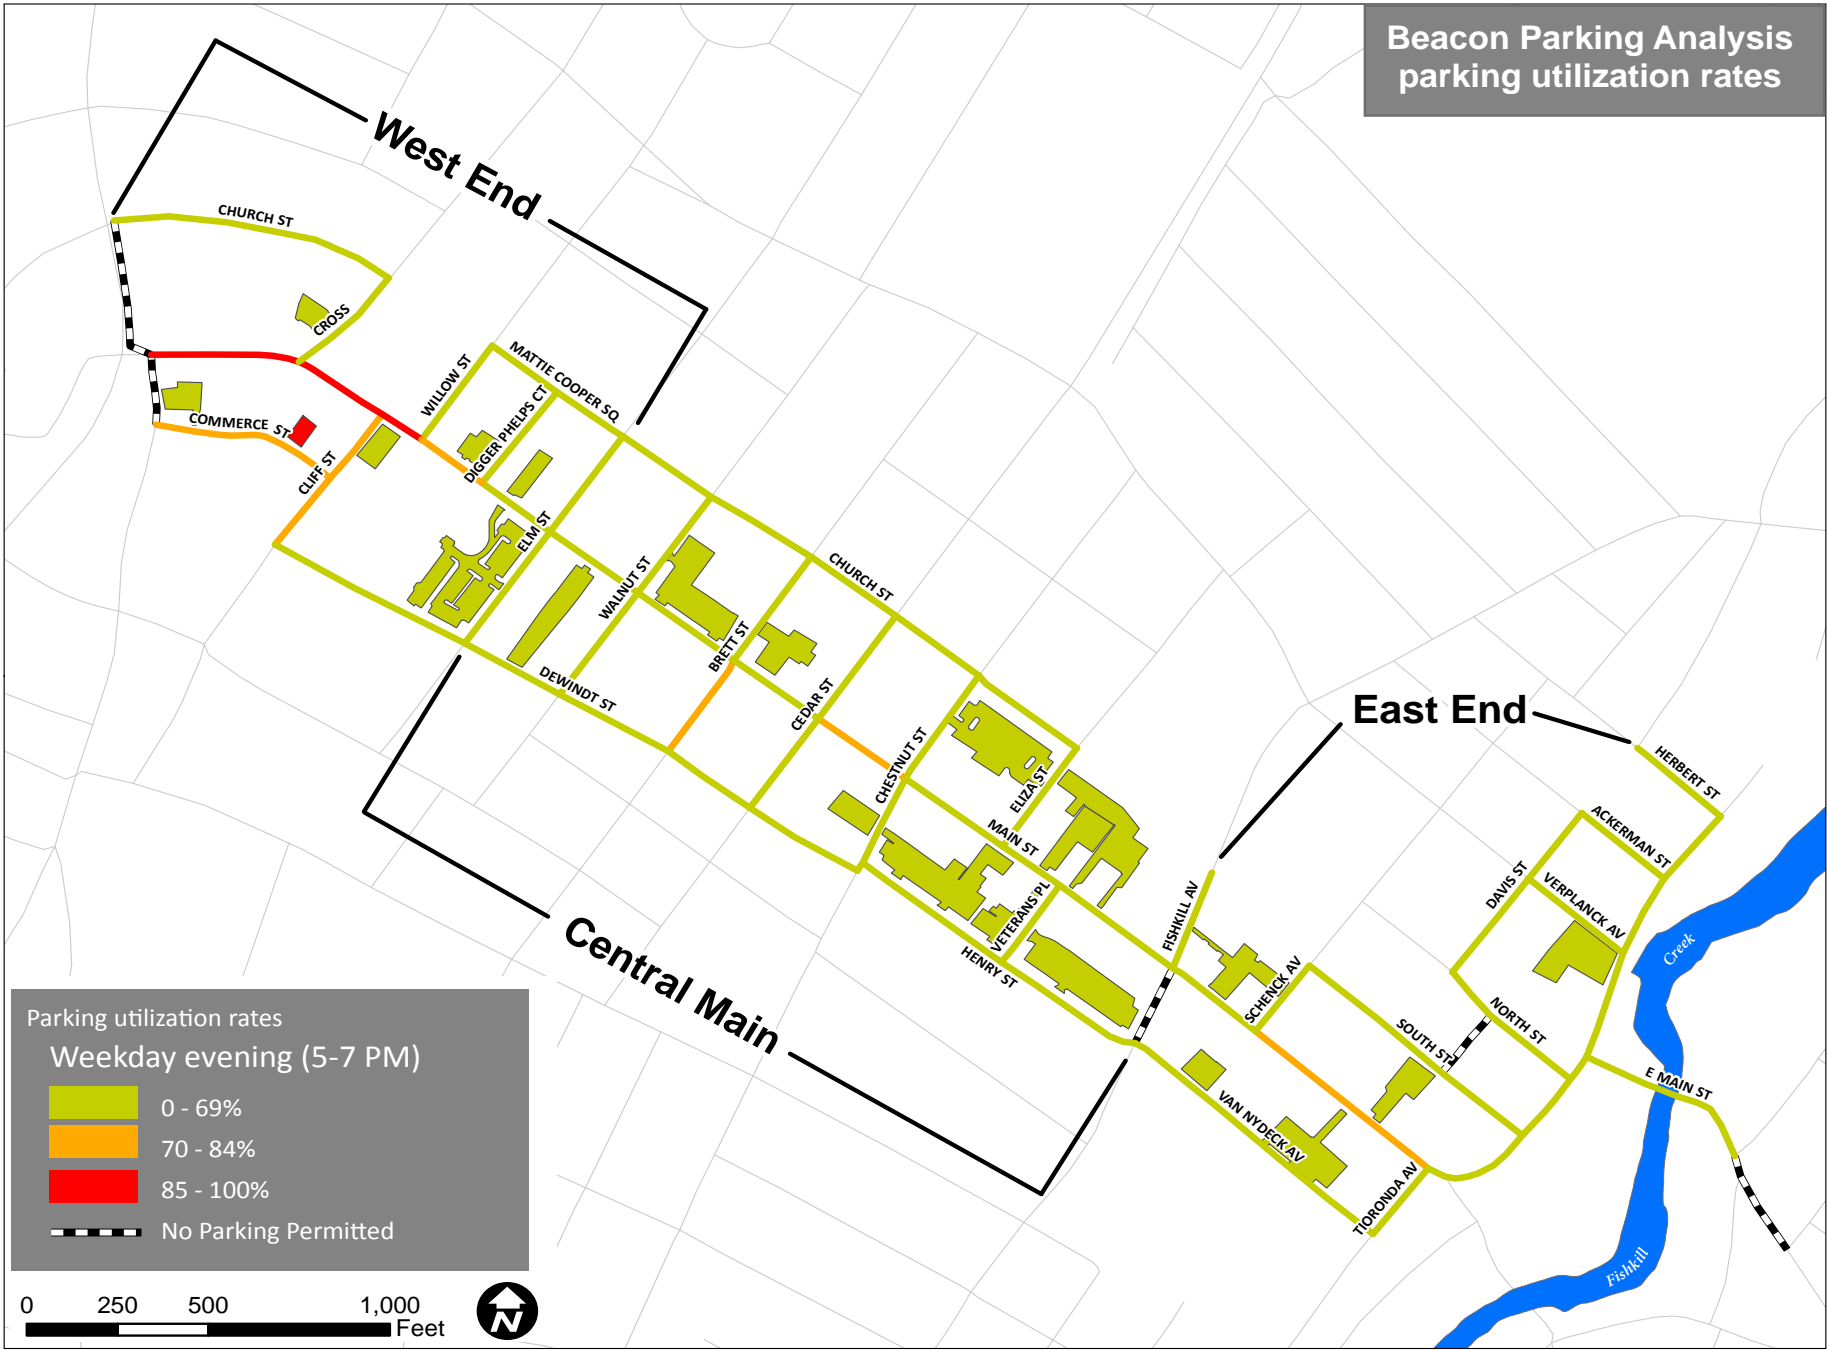 Beacon Parking Analysis
parking utilization rates
West End
CHURCH ST
CROSS
WILLOW ST
MATTIE COOPER SQ
DIGGER PHELPS CT
COMMERCE ST
CLIFF ST
ELM ST
WALNUT ST
CHURCH ST
BRETT ST
DEWINDT ST
CEDAR ST
CHESTNUT ST
ELIZA ST
MAIN ST
East End
HERBERT ST
ACKERMAN ST
DAVIS ST
VERPLANCK AV
VETERANS PL
FISHKILL AV
HENRY ST
SCHENCK AV
Central Main
NORTH ST
SOUTH ST
E MAIN ST
VAN NYDECK AV
TIORONDA AV
Creek
Fishkill
Parking utilization rates
Weekday evening (5-7 PM)
0 - 69%
70 - 84%
85 - 100%
No Parking Permitted
0 250 500 1,000
Feet
N